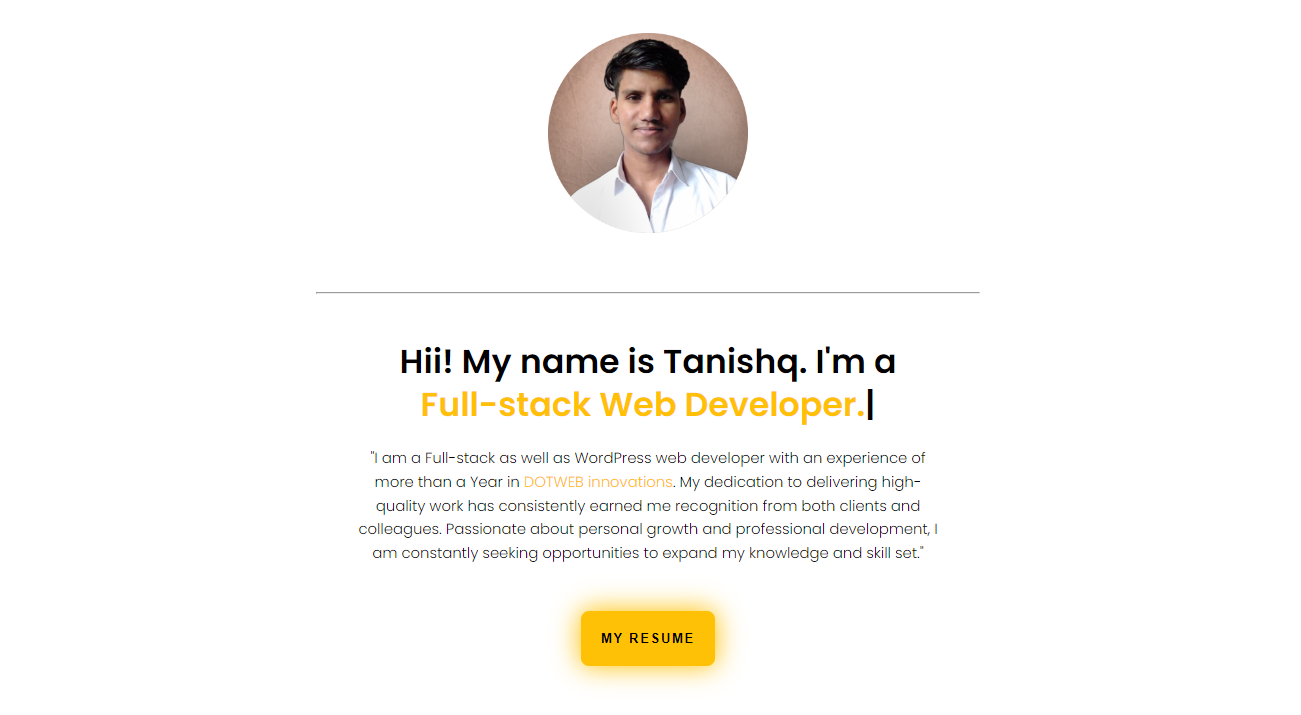 Hii! My name is Tanishq. I'm a
Full-stack Web Developer.|
"I am a Full-stack as well as WordPress web developer with an experience of
more than a Year in DOTWEB innovations. My dedication to delivering high-
quality work has consistently earned me recognition from both clients and
colleagues. Passionate about personal growth and professional development, I
am constantly seeking opportunities to expand my knowledge and skill set."
MY RESUME